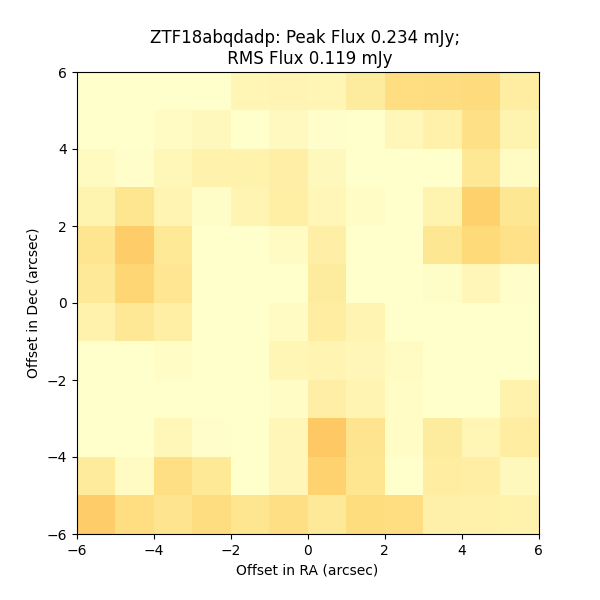 ZTF18abqdadp: Peak Flux 0.234 mJy;
RMS Flux 0.119 mJy
6
4
2
0
−2
−4
−6
Offset in Dec (arcsec)
−6 −4 −2 0 2 4 6
Offset in RA (arcsec)